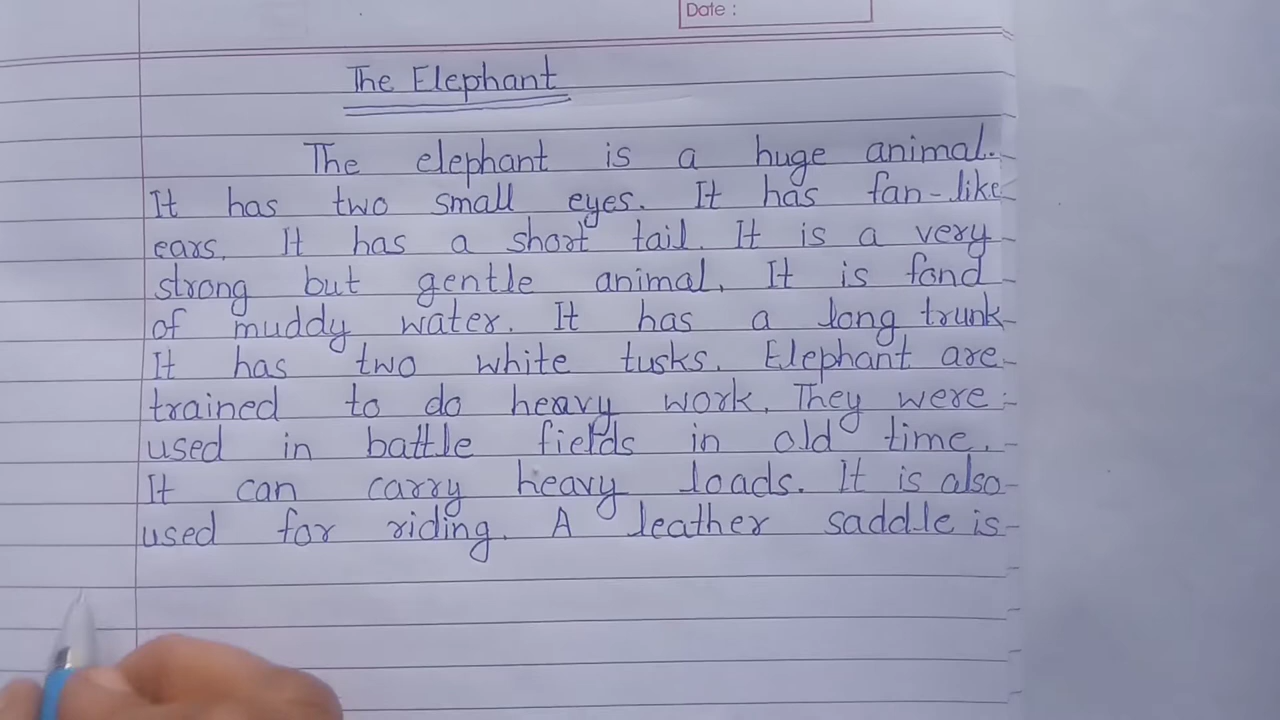 Date :
The Elephant
The elephant is a huge animal.
It has two small eyes. It has fan-like
ears. It has a short tail. It is a very
strong but gentle animal. It is fond
of muddy water. It has a long trunk
It has two white tusks. Elephant are
trained to do heavy work. They were
used in battle fields in old time.
It can carry heavy loads. It is also
used for riding. A leather saddle is